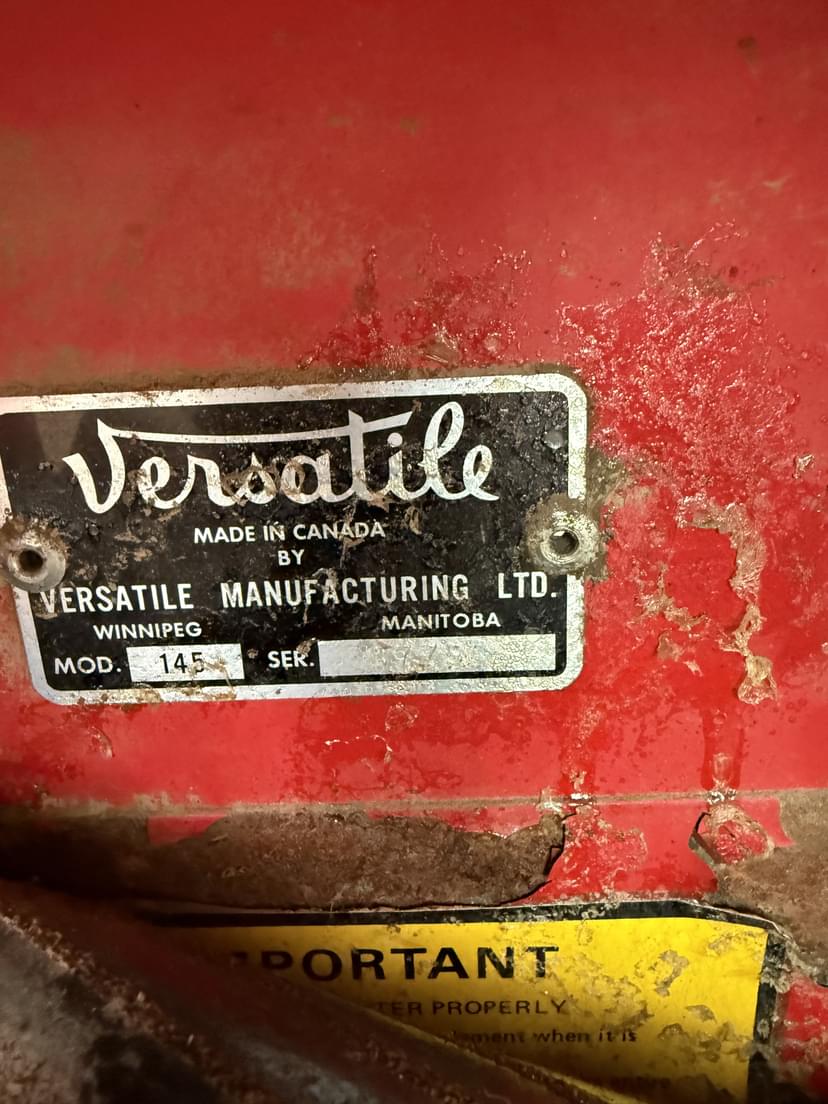 Versatile
MADE IN CANADA
BY
VERSATILE MANUFACTURING LTD.
WINNIPEG MANITOBA
MOD. 145 SER.
PORTANT
PROPERLY
when it is